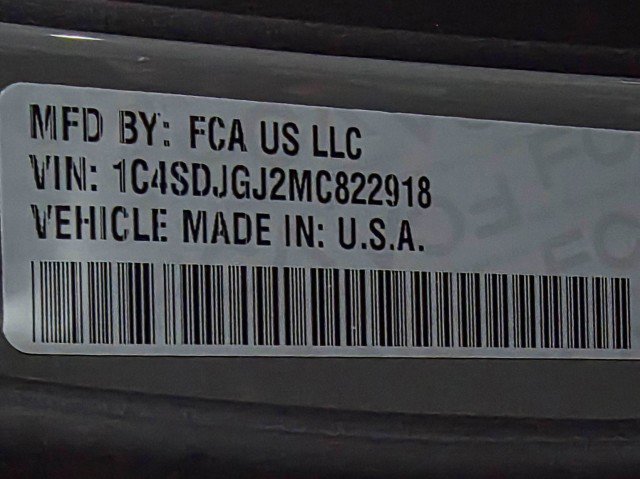 MFD BY: FCA US LLC
VIN: 1C4SDJGJ2MC822918
VEHICLE MADE IN: U.S.A.